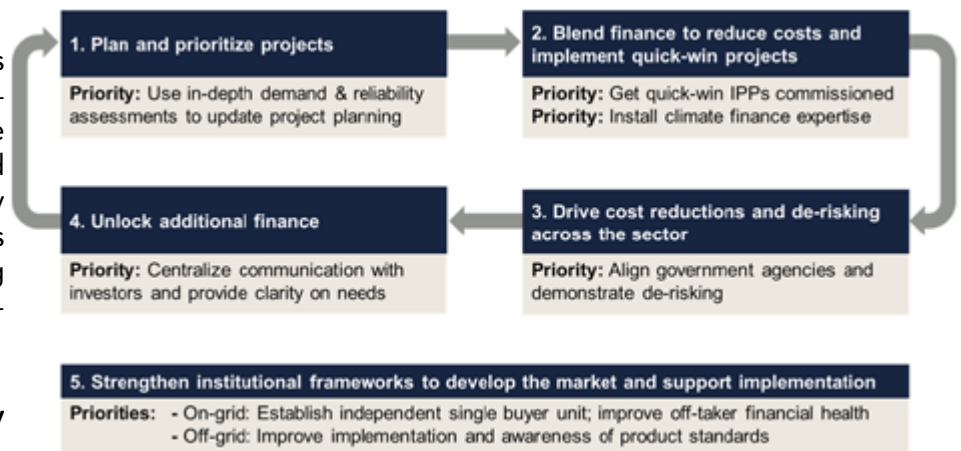 1. Plan and prioritize projects
Priority: Use in-depth demand & reliability
assessments to update project planning
2. Blend finance to reduce costs and
implement quick-win projects
Priority: Get quick-win IPPs commissioned
Priority: Install climate finance expertise
3. Drive cost reductions and de-risking
across the sector
Priority: Align government agencies and
demonstrate de-risking
4. Unlock additional finance
Priority: Centralize communication with
investors and provide clarity on needs
5. Strengthen institutional frameworks to develop the market and support implementation
Priorities: - On-grid: Establish independent single buyer unit; improve off-taker financial health
- Off-grid: Improve implementation and awareness of product standards